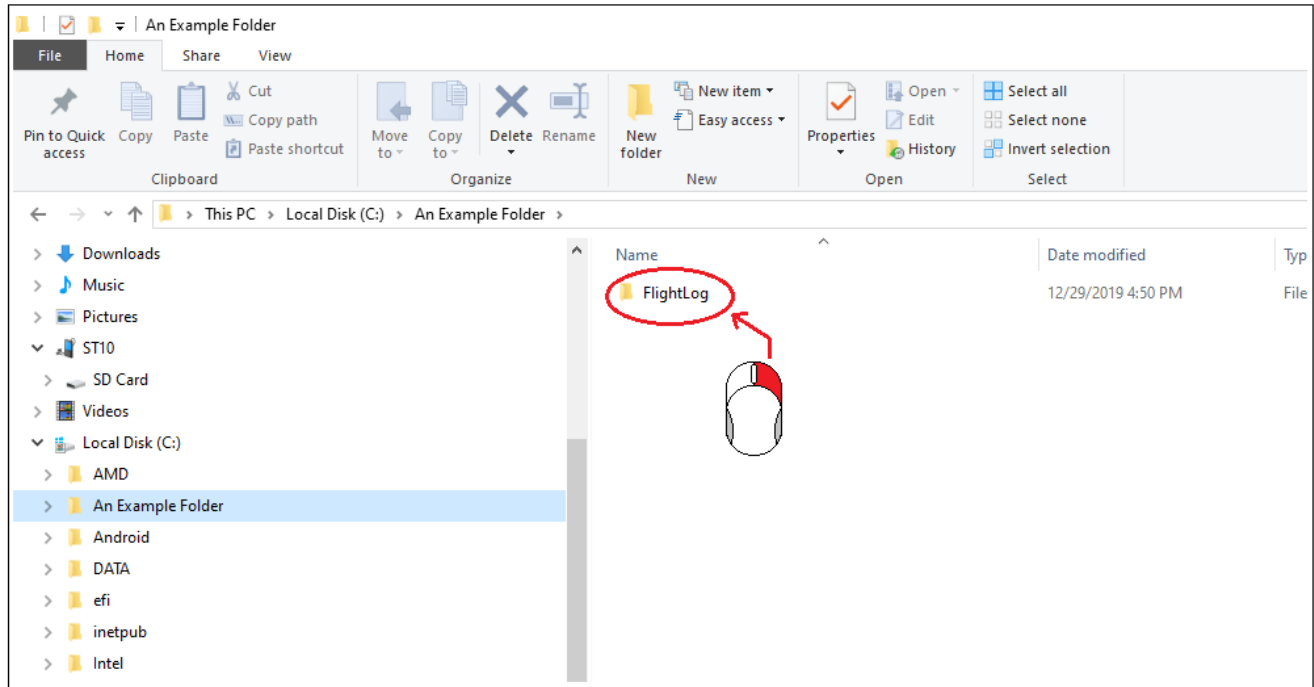 An Example Folder
File Home Share View
Pin to Quick access
Copy
Paste
Cut
Copy path
Paste shortcut
Clipboard
Move to
Copy to
Delete
Rename
Organize
New folder
New item
Easy access
New
Properties
Open
Edit
History
Open
Select all
Select none
Invert selection
Select
This PC > Local Disk (C:) > An Example Folder >
Downloads
Music
Pictures
ST10
SD Card
Videos
Local Disk (C:)
AMD
An Example Folder
Android
DATA
efi
inetpub
Intel
Name Date modified Typ
FlightLog 12/29/2019 4:50 PM File